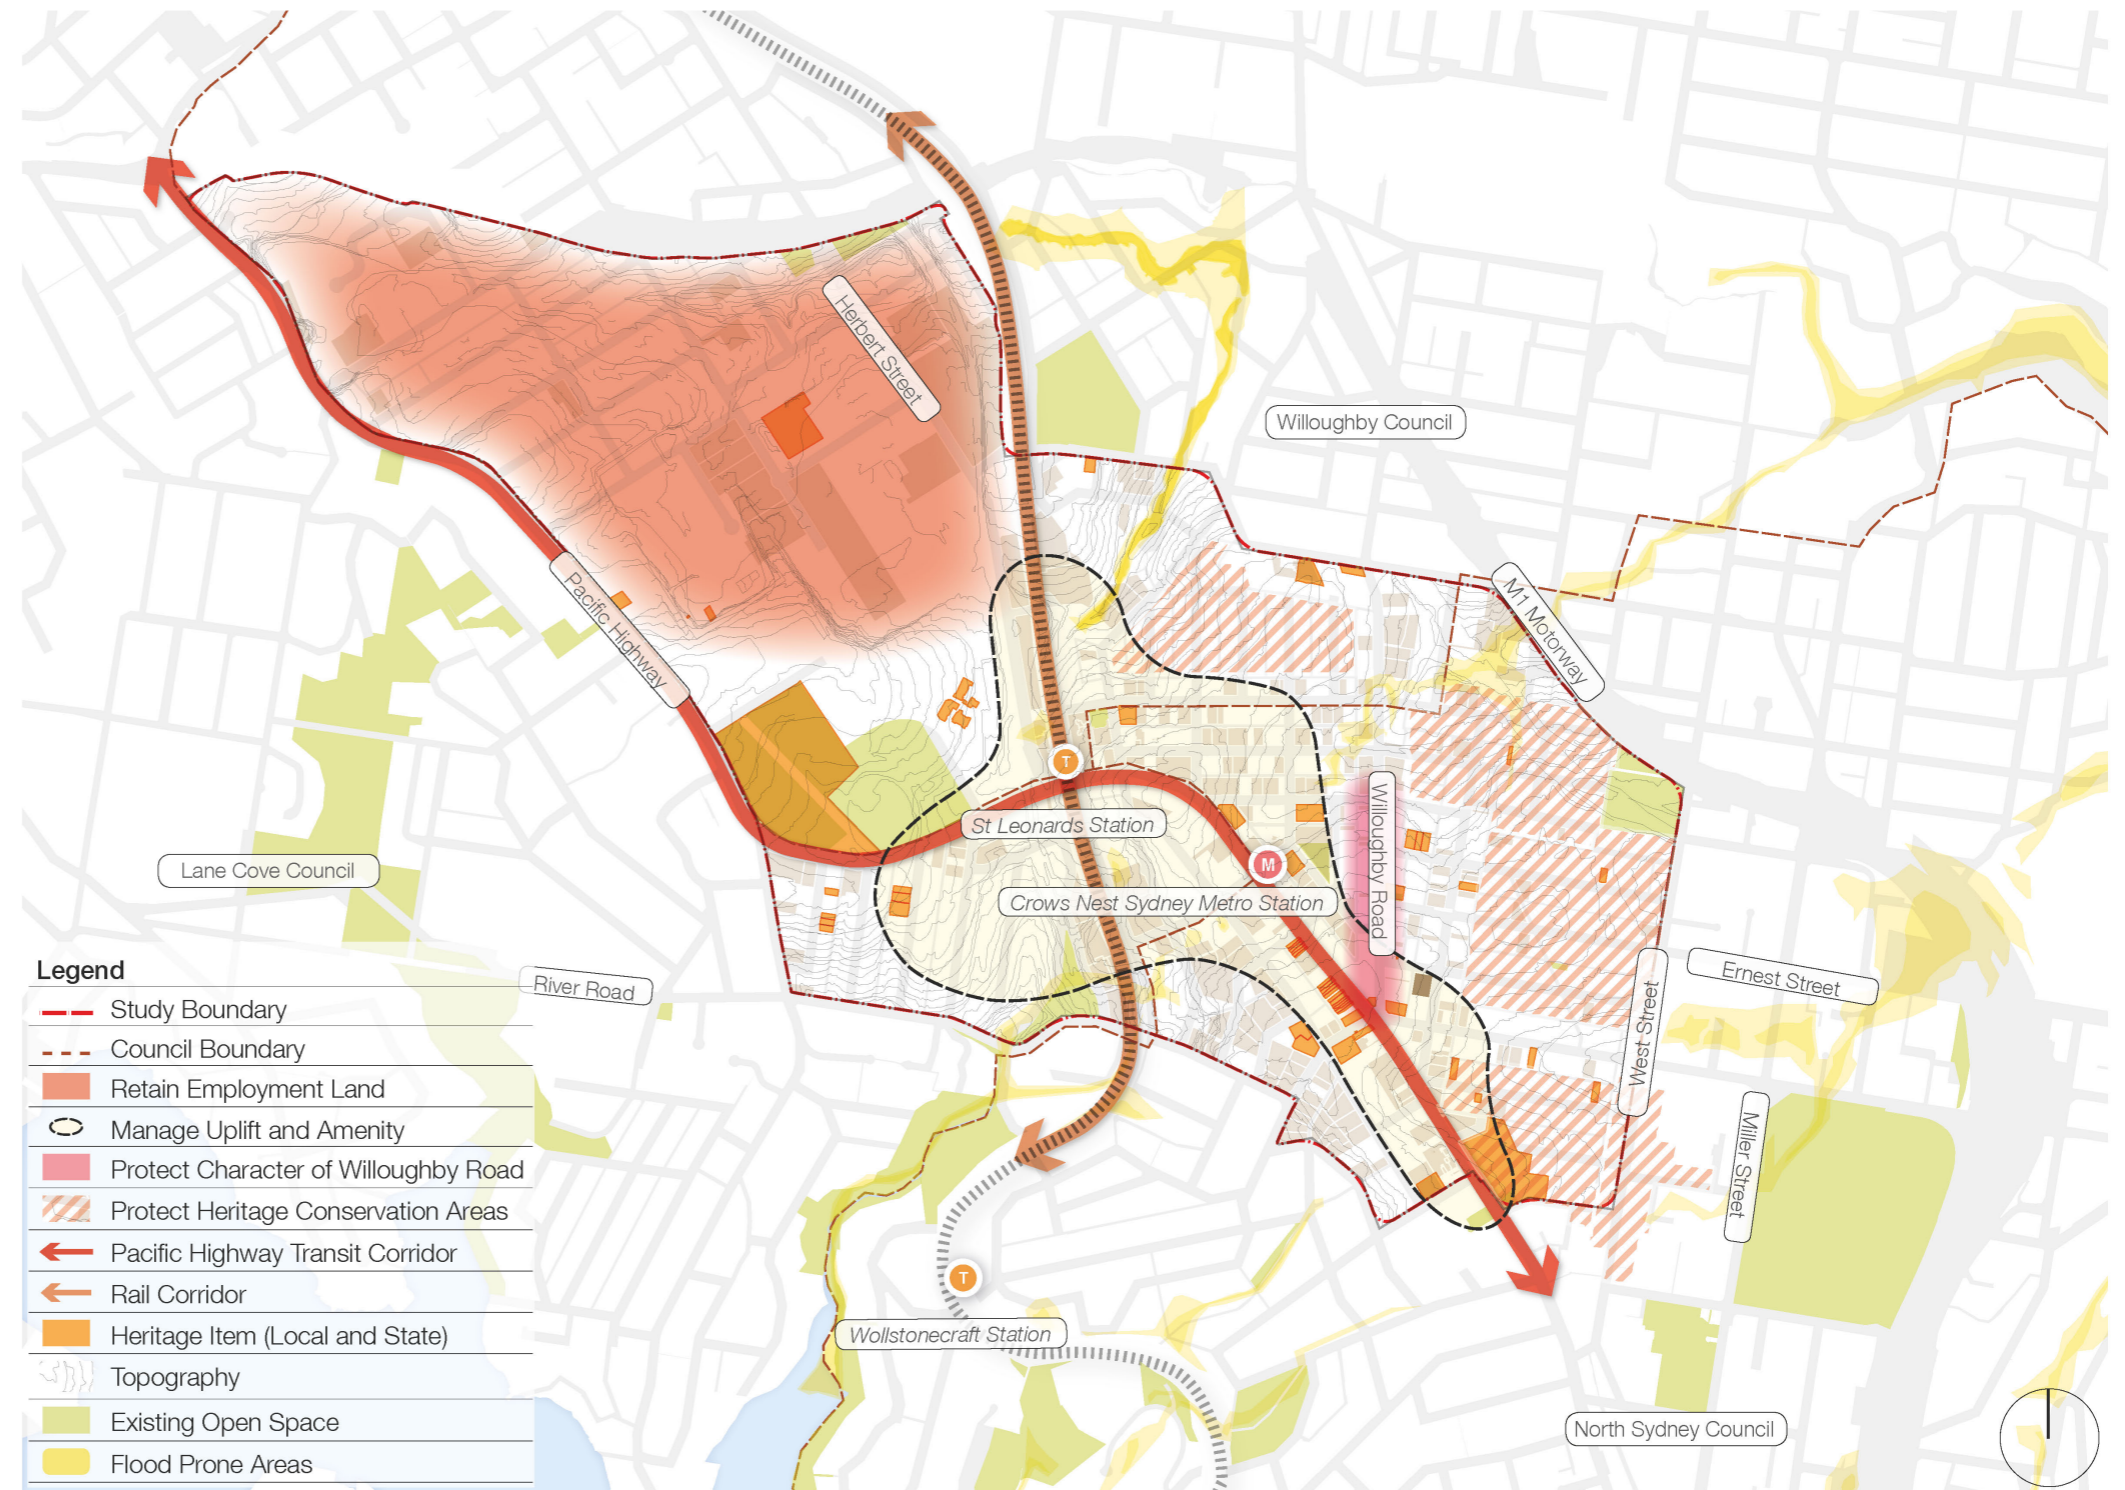 Herbert Street
Willoughby Council
Pacific Highway
M1 Motorway
T
St Leonards Station
Willoughby Road
M
Lane Cove Council
Crows Nest Sydney Metro Station
River Road
Ernest Street
West Street
Miller Street
T
Wollstonecraft Station
North Sydney Council
Legend
Study Boundary
Council Boundary
Retain Employment Land
Manage Uplift and Amenity
Protect Character of Willoughby Road
Protect Heritage Conservation Areas
Pacific Highway Transit Corridor
Rail Corridor
Heritage Item (Local and State)
Topography
Existing Open Space
Flood Prone Areas